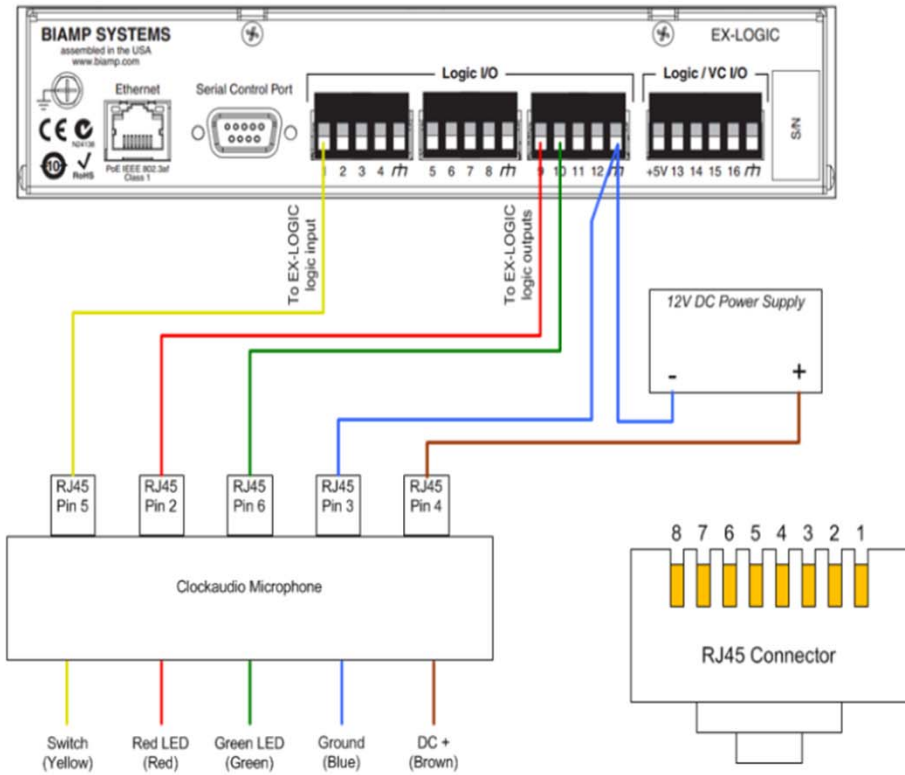 BIAMP SYSTEMS
assembled in the USA
www.biamp.com
EX-LOGIC
Ethernet
Serial Control Port
Logic I/O
Logic / VC I/O
S/N
CE
N24138
10
RoHS
PoE IEEE 802.3af
Class 1
1 2 3 4
5 6 7 8
9 10 11 12
+5V 13 14 15 16
To EX-LOGIC
logic input
To EX-LOGIC
logic outputs
12V DC Power Supply
- +
RJ45
Pin 5
RJ45
Pin 2
RJ45
Pin 6
RJ45
Pin 3
RJ45
Pin 4
Clockaudio Microphone
8 7 6 5 4 3 2 1
RJ45 Connector
Switch
(Yellow)
Red LED
(Red)
Green LED
(Green)
Ground
(Blue)
DC +
(Brown)